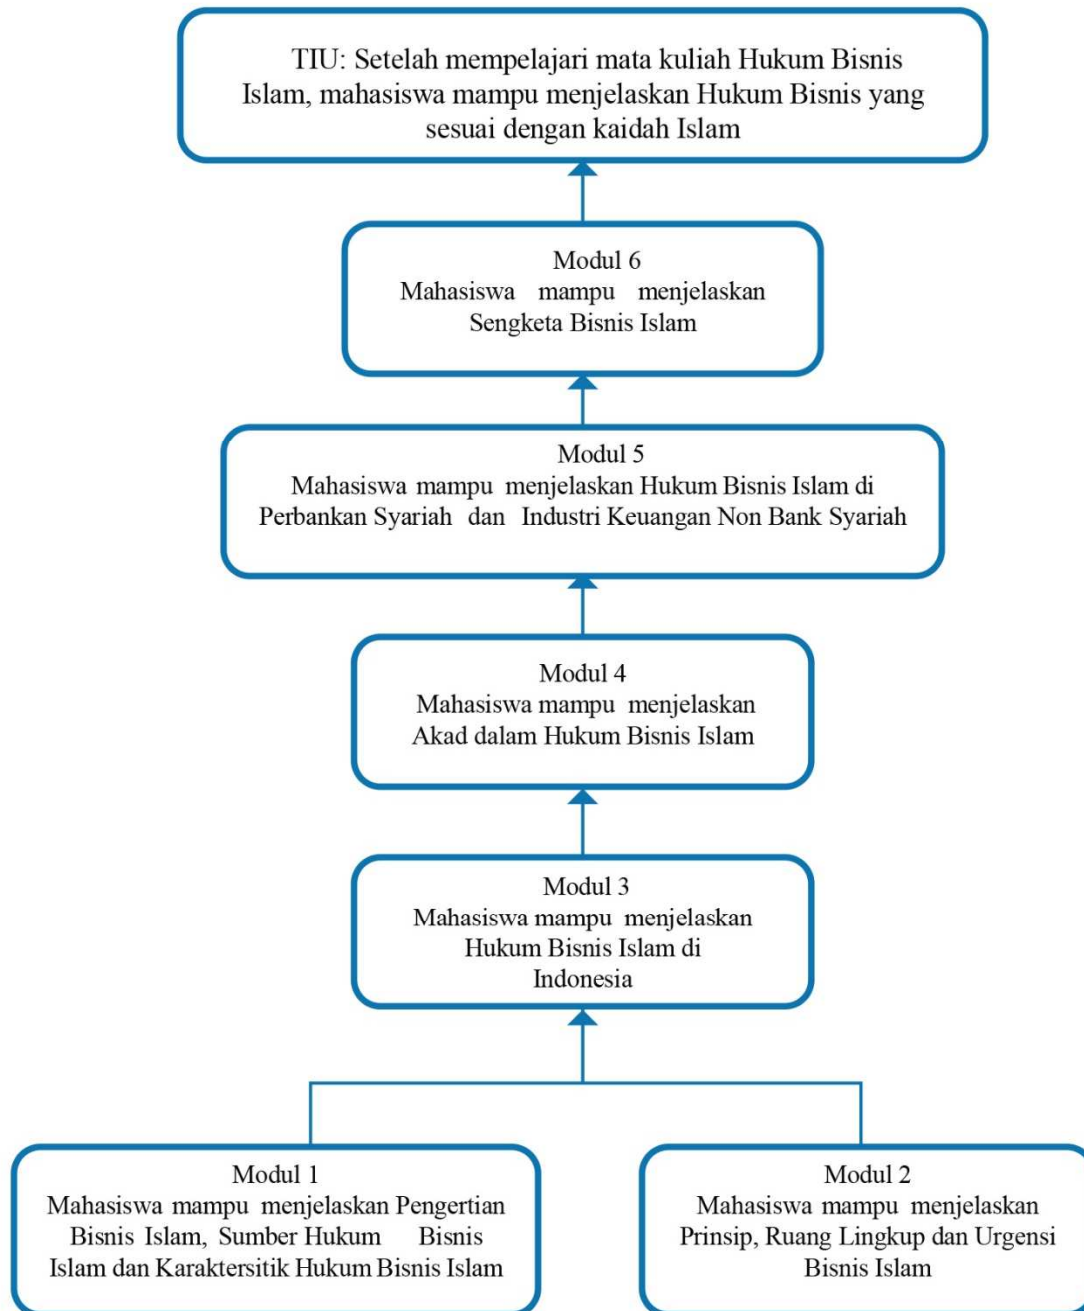 TIU: Setelah mempelajari mata kuliah Hukum Bisnis
Islam, mahasiswa mampu menjelaskan Hukum Bisnis yang
sesuai dengan kaidah Islam
Modul 6
Mahasiswa mampu menjelaskan
Sengketa Bisnis Islam
Modul 5
Mahasiswa mampu menjelaskan Hukum Bisnis Islam di
Perbankan Syariah dan Industri Keuangan Non Bank Syariah
Modul 4
Mahasiswa mampu menjelaskan
Akad dalam Hukum Bisnis Islam
Modul 3
Mahasiswa mampu menjelaskan
Hukum Bisnis Islam di
Indonesia
Modul 1
Mahasiswa mampu menjelaskan Pengertian
Bisnis Islam, Sumber Hukum Bisnis
Islam dan Karaktersitik Hukum Bisnis Islam
Modul 2
Mahasiswa mampu menjelaskan
Prinsip, Ruang Lingkup dan Urgensi
Bisnis Islam